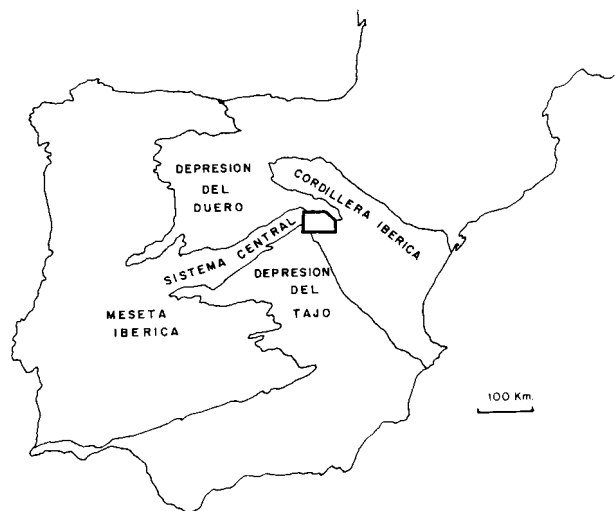 DEPRESION
DEL
DUERO
CORDILLERA IBERICA
SISTEMA CENTRAL
DEPRESION
DEL
TAJO
MESETA
IBERICA
100 Km.